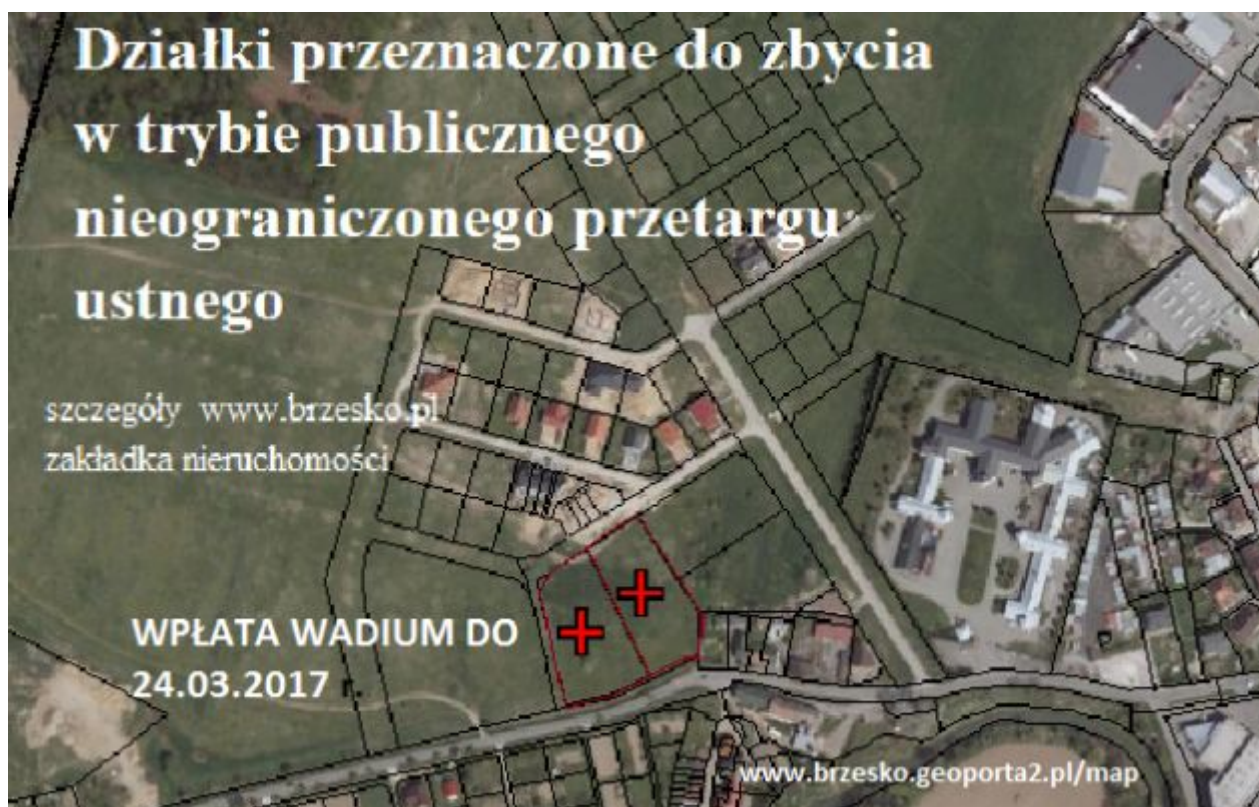 Działki przeznaczone do zbycia
w trybie publicznego
nieograniczonego przetargu
ustnego
szczegóły www.brzesko.pl
zakładka nieruchomości
WPŁATA WADIUM DO
24.03.2017 r.
www.brzesko.geoporta2.pl/map